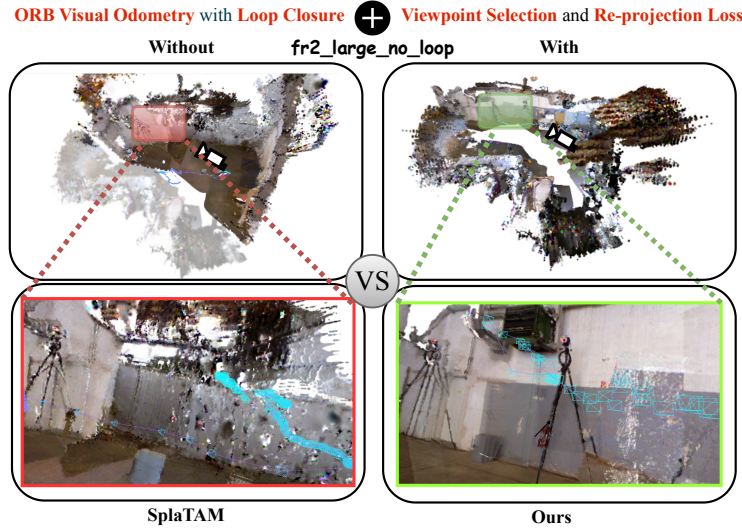 ORB Visual Odometry with Loop Closure + Viewpoint Selection and Re-projection Loss
Without fr2_large_no_loop With
VS
SplaTAM Ours